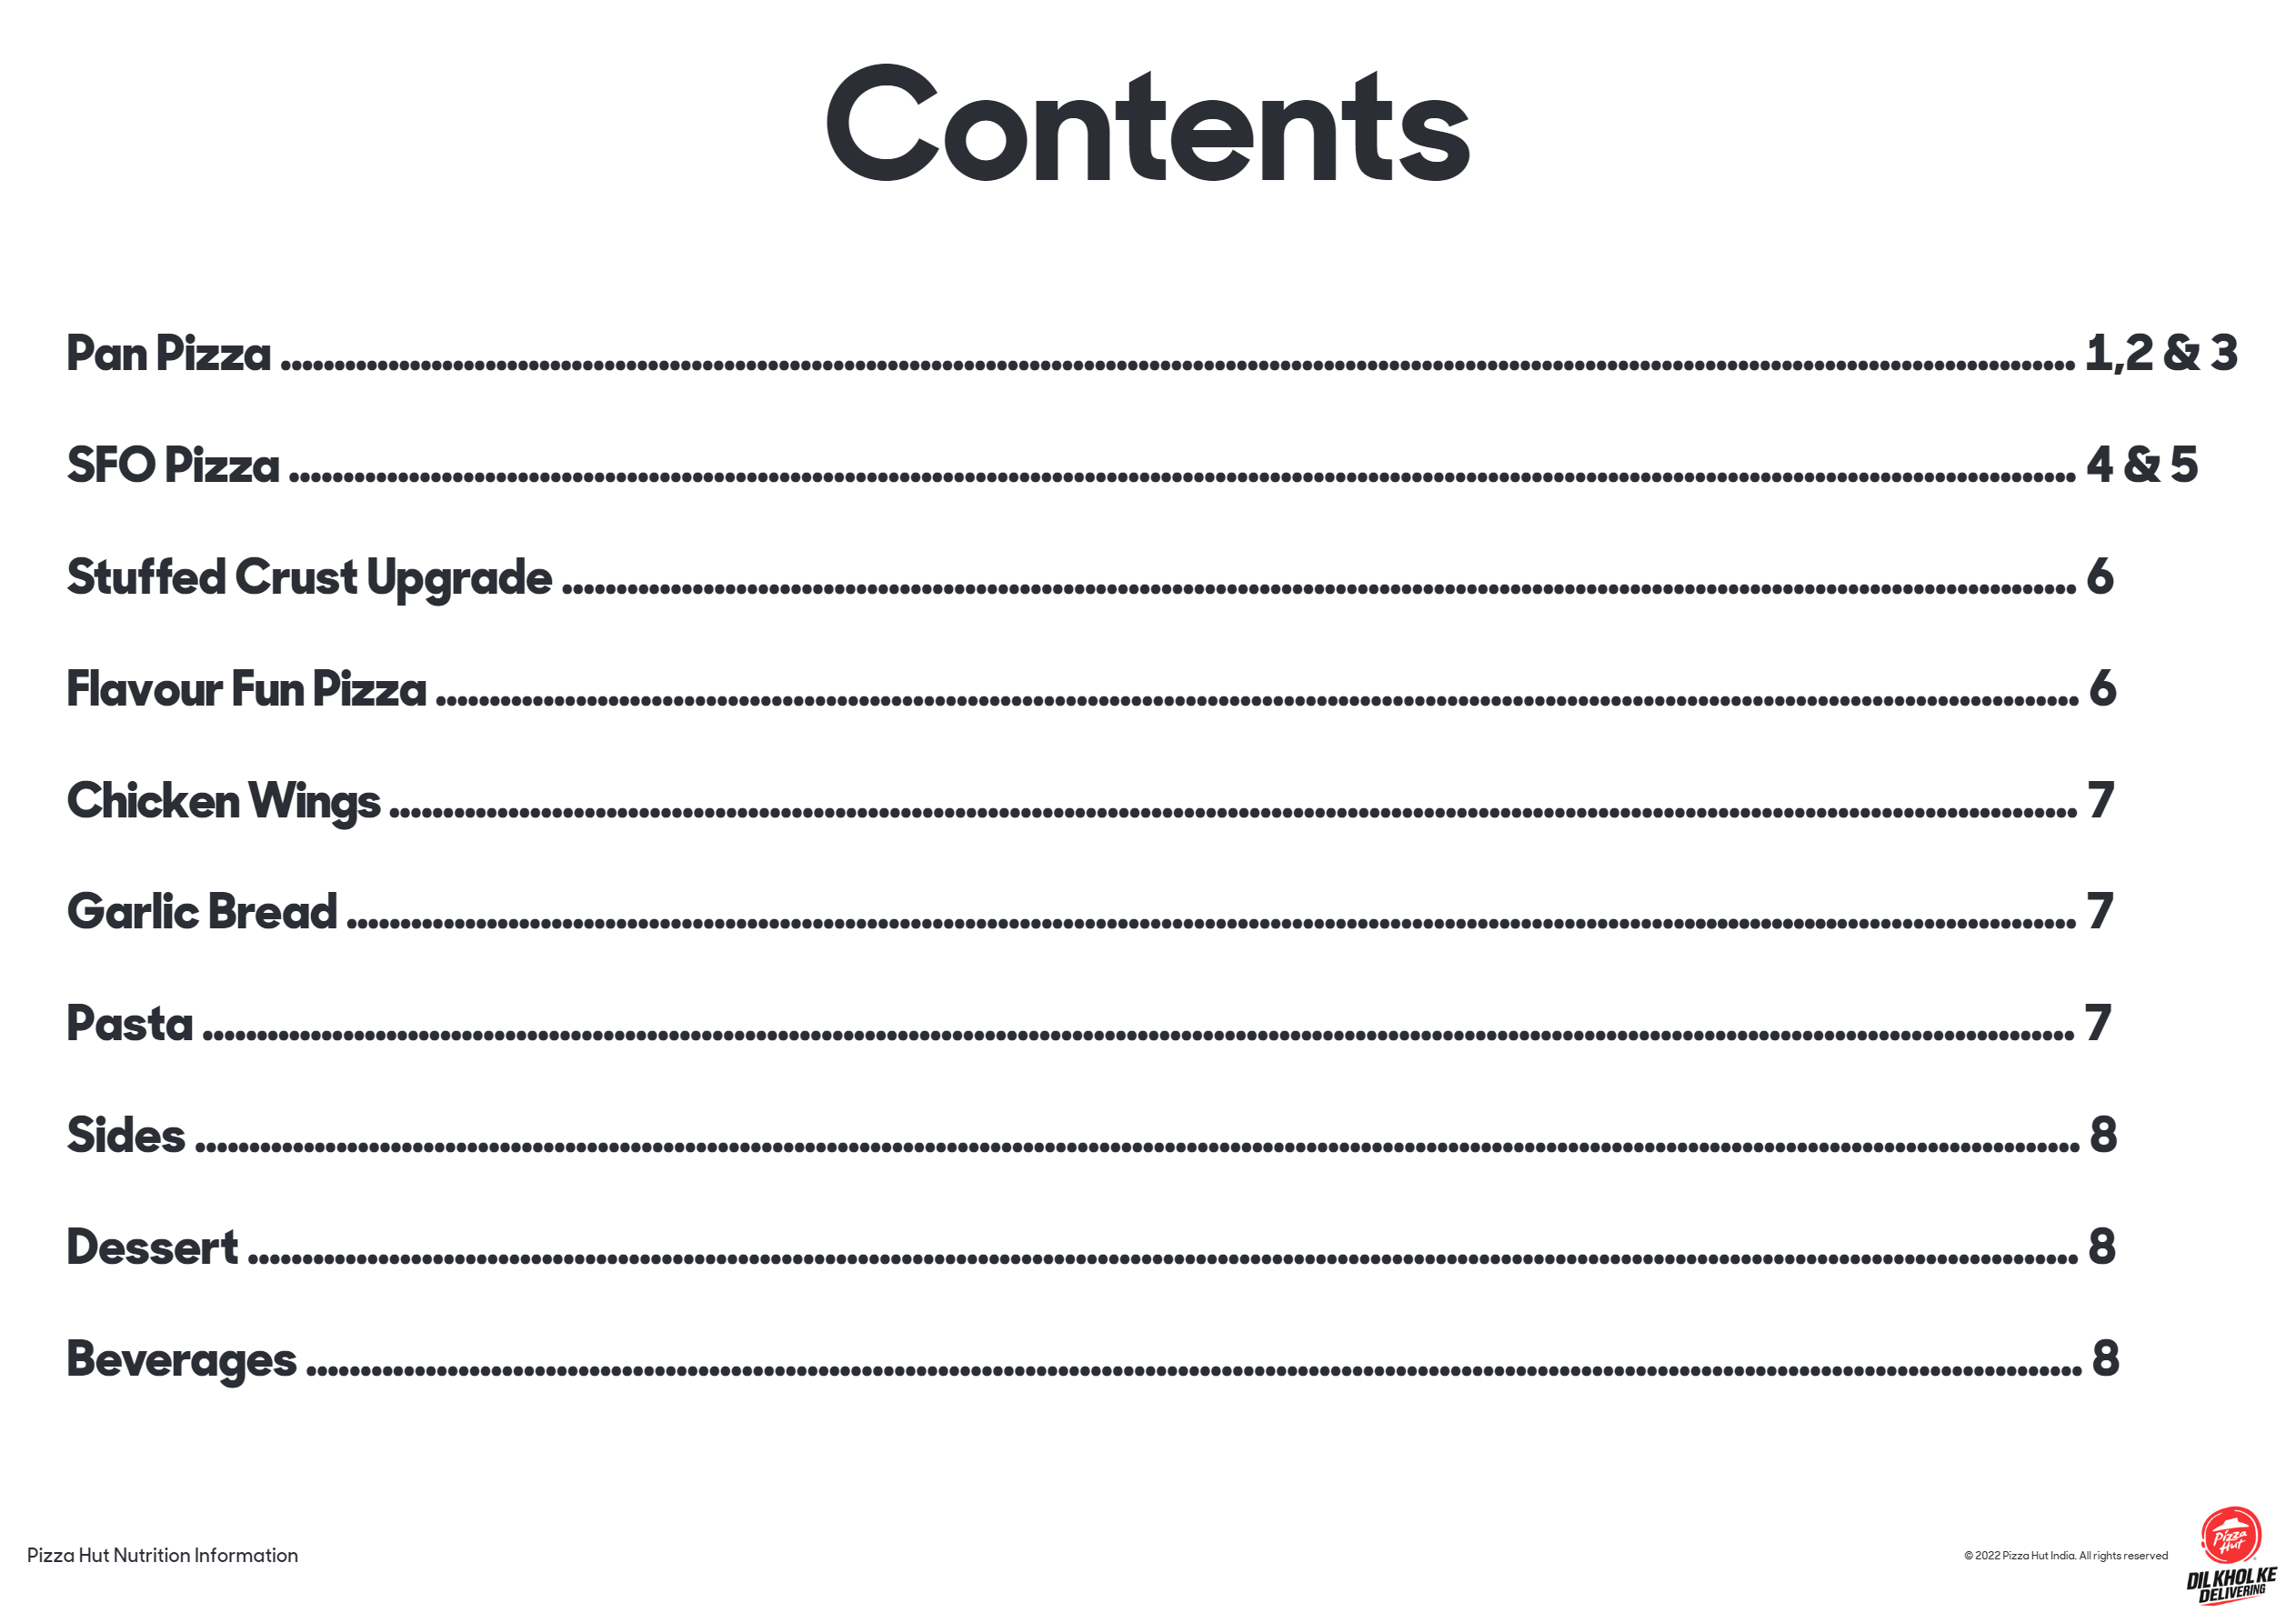 Contents
Pan Pizza ........................................ 1,2 & 3
SFO Pizza ........................................ 4 & 5
Stuffed Crust Upgrade ........................................ 6
Flavour Fun Pizza ........................................ 6
Chicken Wings ........................................ 7
Garlic Bread ........................................ 7
Pasta ........................................ 7
Sides ........................................ 8
Dessert ........................................ 8
Beverages ........................................ 8
Pizza Hut Nutrition Information
© 2022 Pizza Hut India. All rights reserved
Pizza
Hut
DIL KHOL KE
DELIVERING